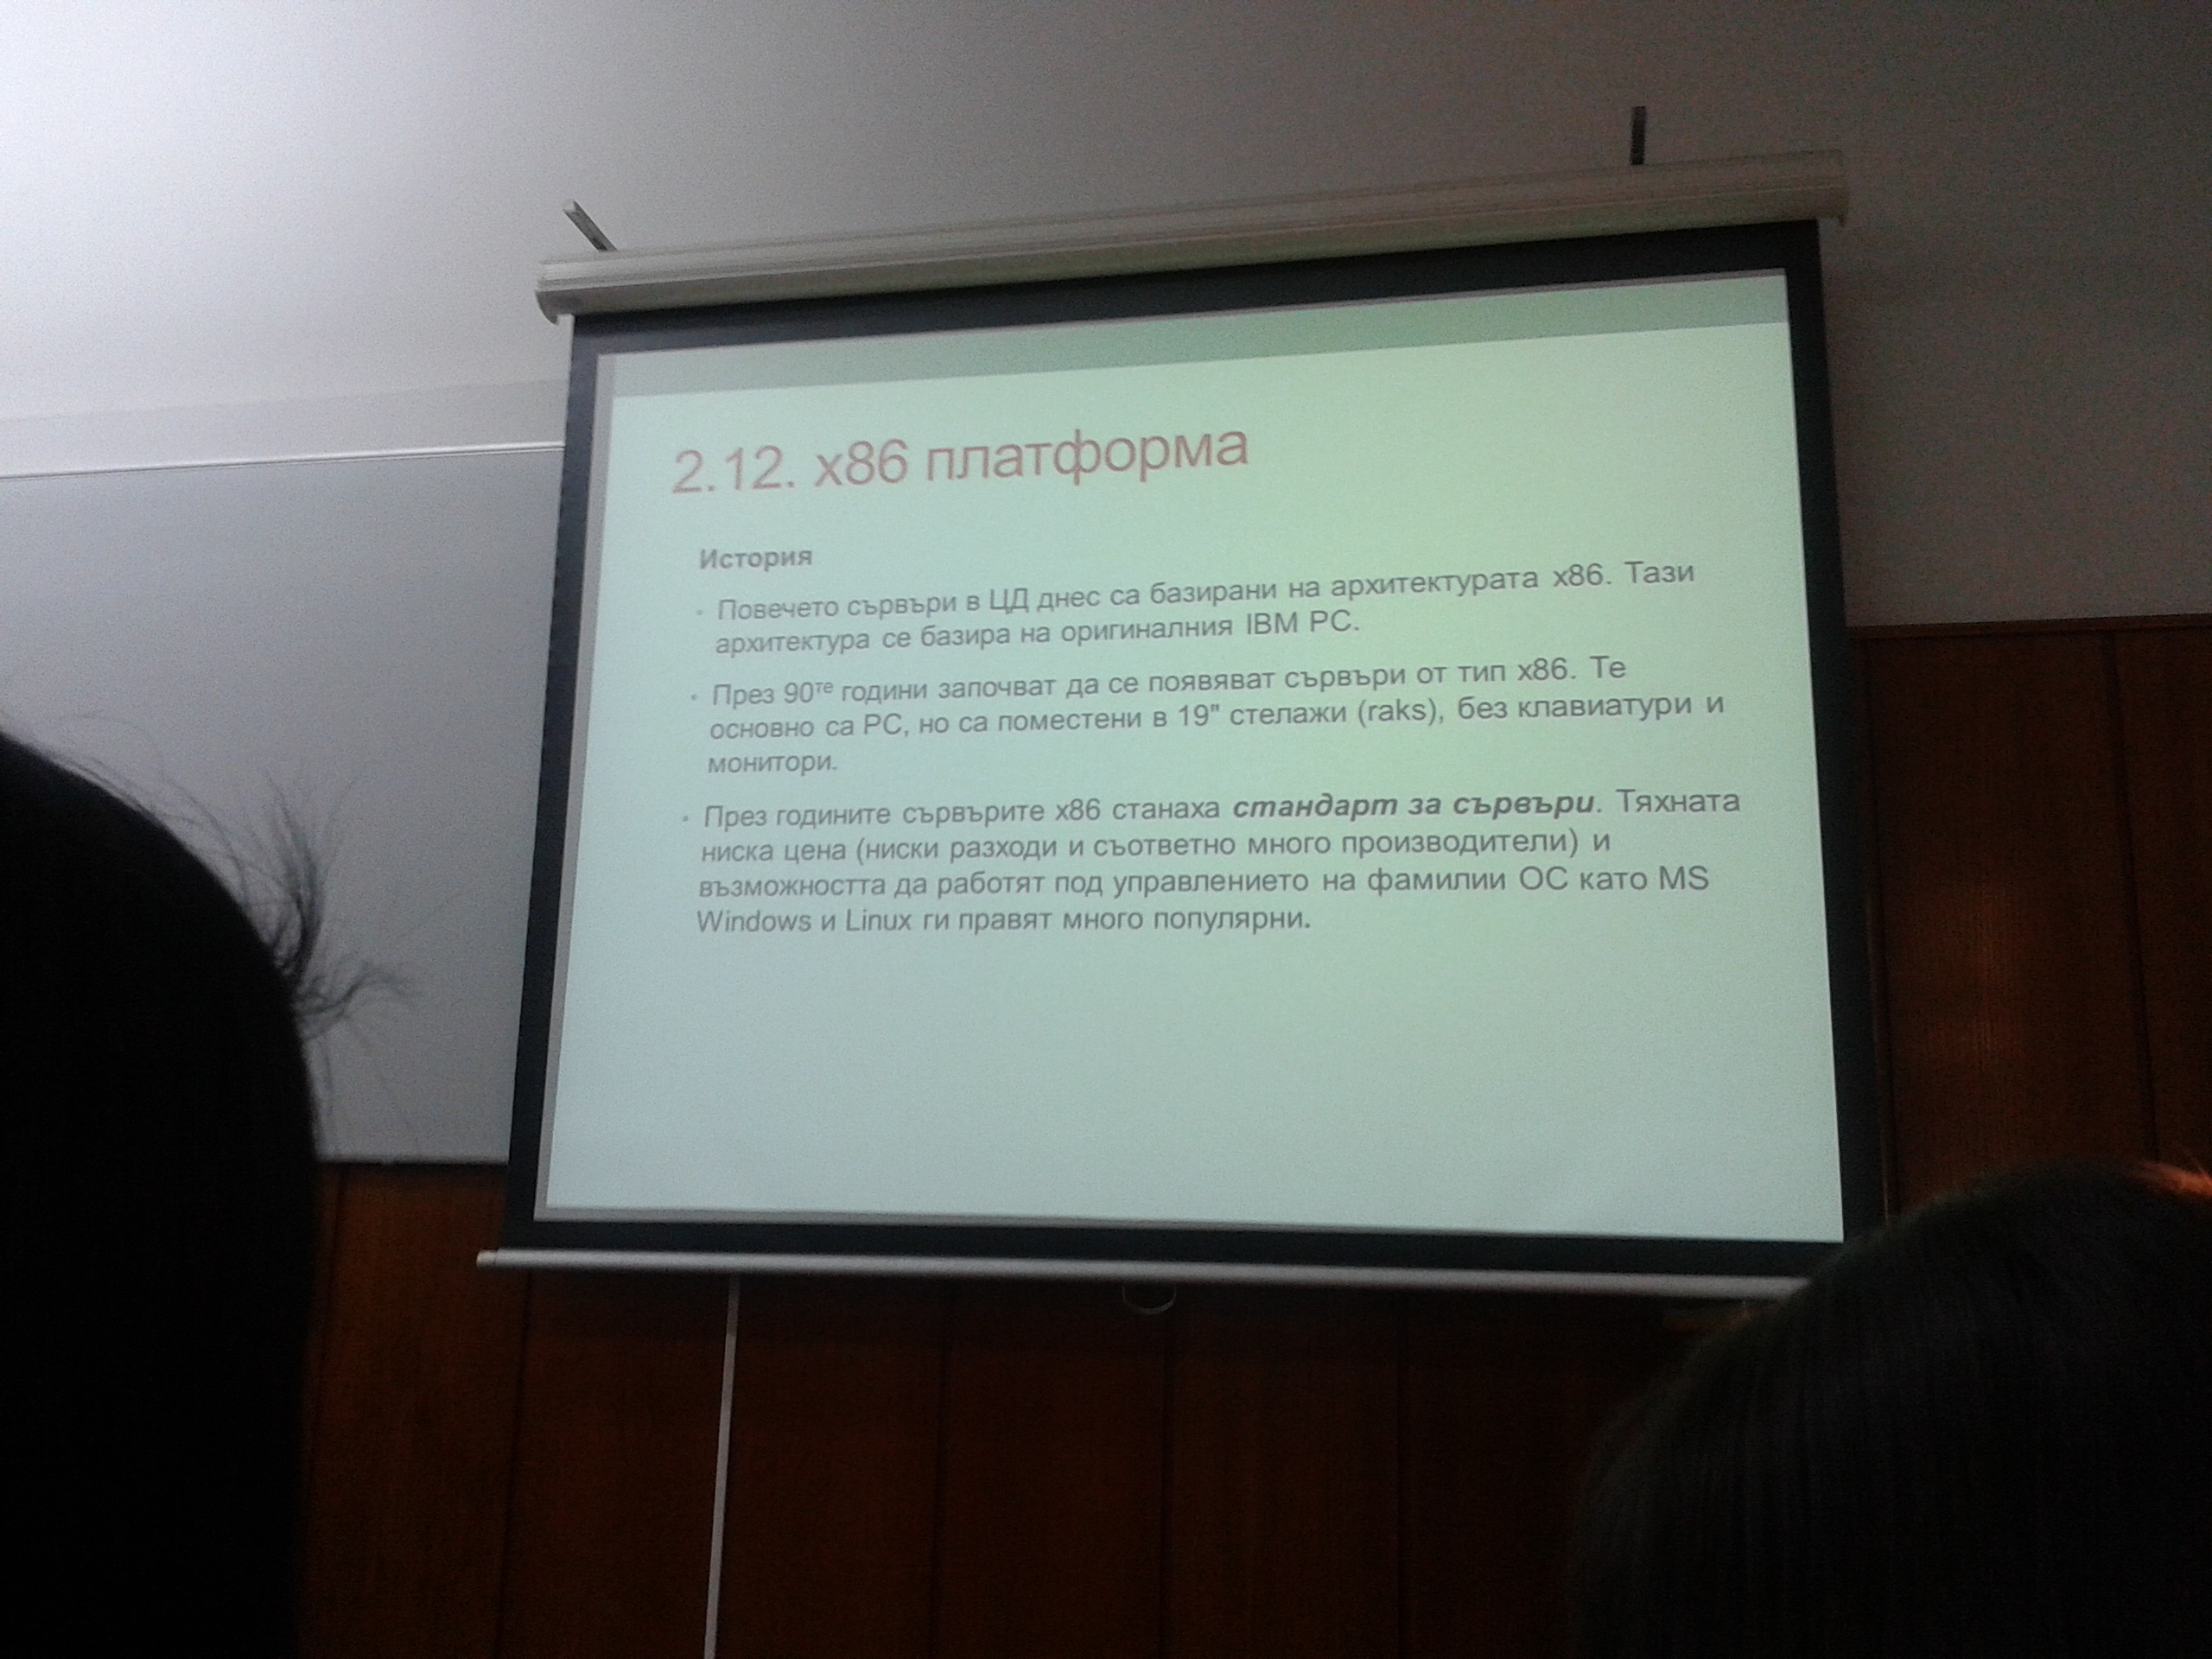 2.12. x86 платформа
История
• Повечето сървъри в ЦД днес са базирани на архитектурата x86. Тази
архитектура се базира на оригиналния IBM PC.
• През 90те години започват да се появяват сървъри от тип x86. Те
основно са PC, но са поместени в 19" стелажи (raks), без клавиатури и
монитори.
• През годините сървърите x86 станаха стандарт за сървъри. Тяхната
ниска цена (ниски разходи и съответно много производители) и
възможността да работят под управлението на фамилии ОС като MS
Windows и Linux ги правят много популярни.